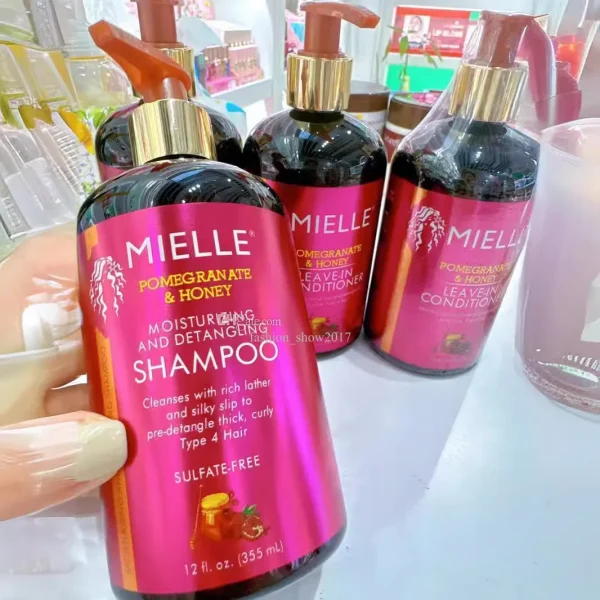 MIELLE®
POMEGRANATE
& HONEY
MOISTURIZING
AND DETANGLING
SHAMPOO
Cleanses with rich lather
and silky slip to
pre-detangle thick, curly
Type 4 Hair
SULFATE-FREE
12 fl. oz. (355 mL)
fashion_show2017
MIELLE
POMEGRANATE
& HONEY
LEAVE-IN
CONDITIONER
MIELLE
POMEGRANATE
& HONEY
LEAVE-IN
CONDITIONER